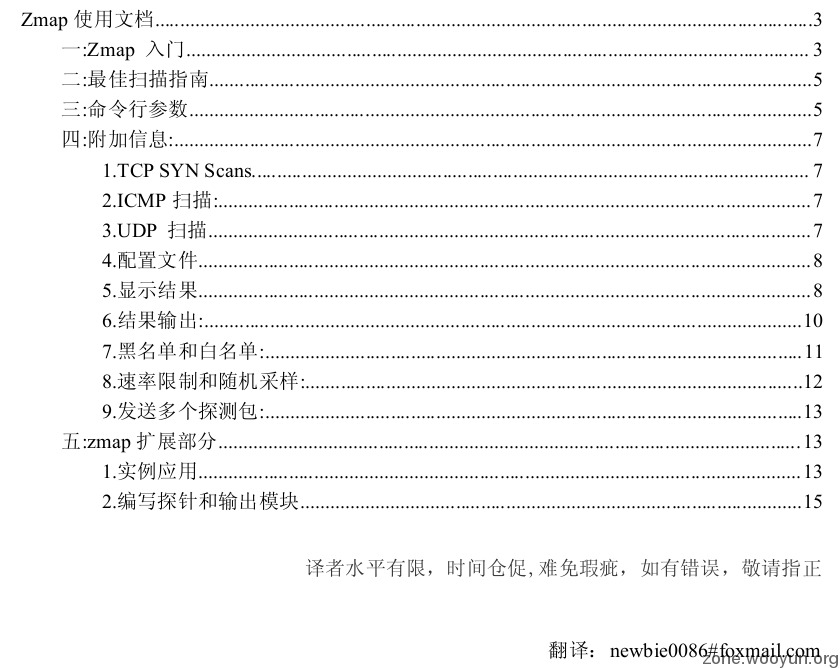 Zmap 使用文档....................................................................3
一:Zmap 入门....................................................................3
二:最佳扫描指南....................................................................5
三:命令行参数....................................................................5
四:附加信息:....................................................................7
1.TCP SYN Scans....................................................................7
2.ICMP 扫描:....................................................................7
3.UDP 扫描....................................................................7
4.配置文件....................................................................8
5.显示结果....................................................................8
6.结果输出:....................................................................10
7.黑名单和白名单:....................................................................11
8.速率限制和随机采样:....................................................................12
9.发送多个探测包:....................................................................13
五:zmap 扩展部分....................................................................13
1.实例应用....................................................................13
2.编写探针和输出模块....................................................................15
译者水平有限，时间仓促,难免瑕疵，如有错误，敬请指正
翻译：newbie0086#foxmail.com
zone.wooyun.org